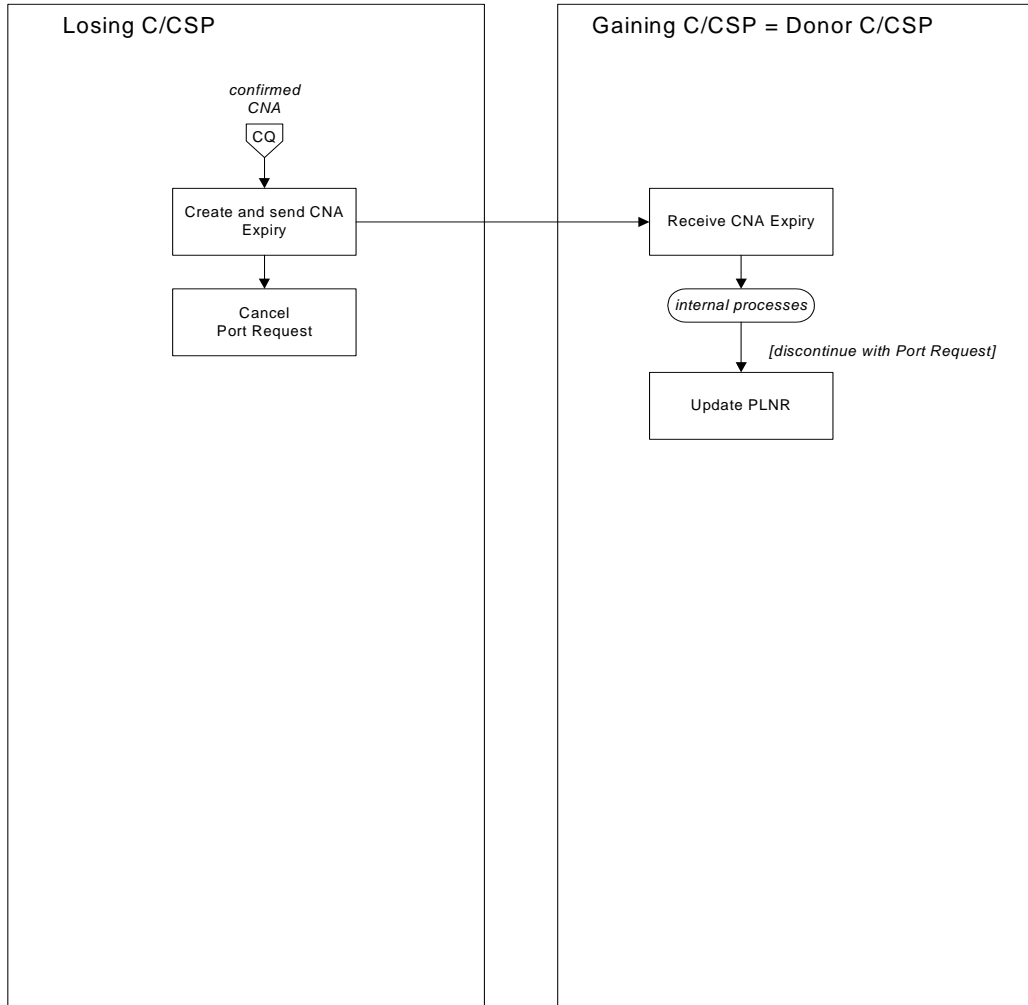 Losing C/CSP
Gaining C/CSP = Donor C/CSP
confirmed
CNA
CQ
Create and send CNA
Expiry
Receive CNA Expiry
Cancel
Port Request
internal processes
[discontinue with Port Request]
Update PLNR